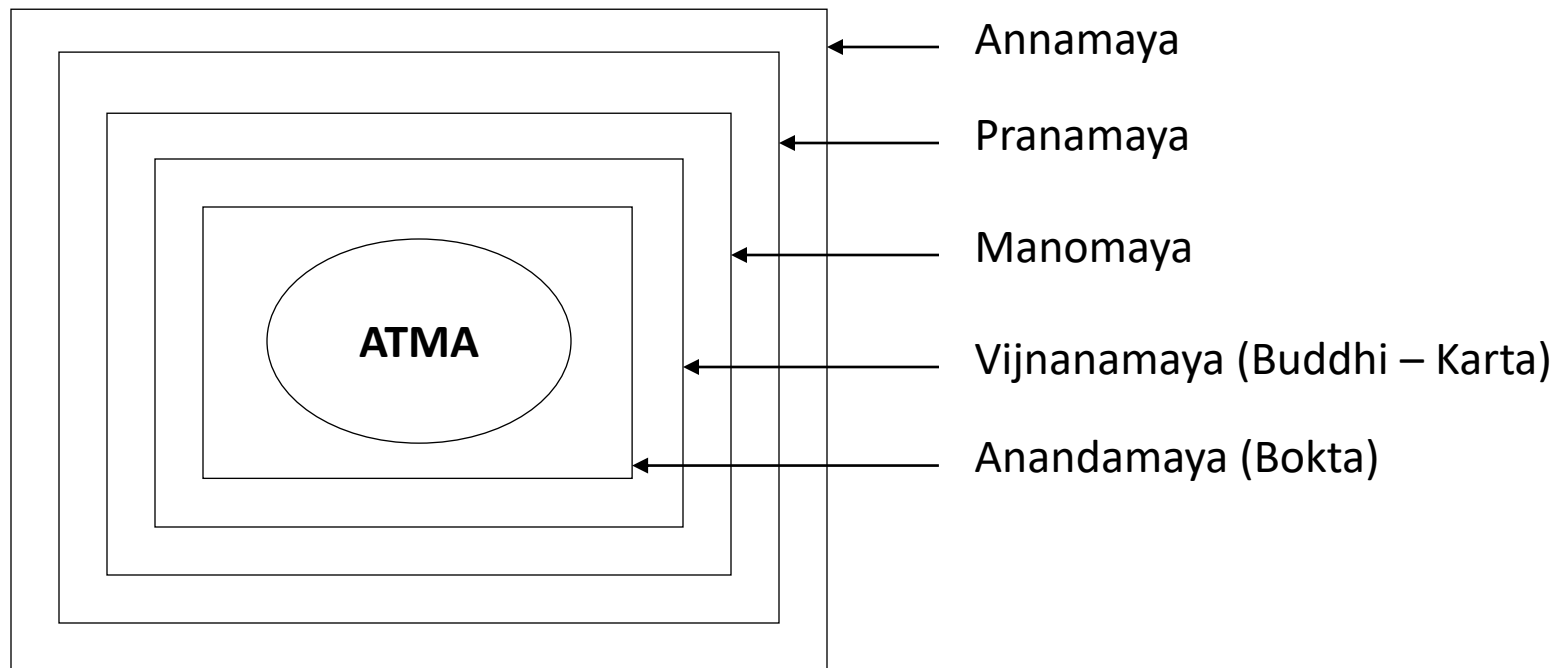 Annamaya
Pranamaya
Manomaya
ATMA
Vijnanamaya (Buddhi – Karta)
Anandamaya (Bokta)